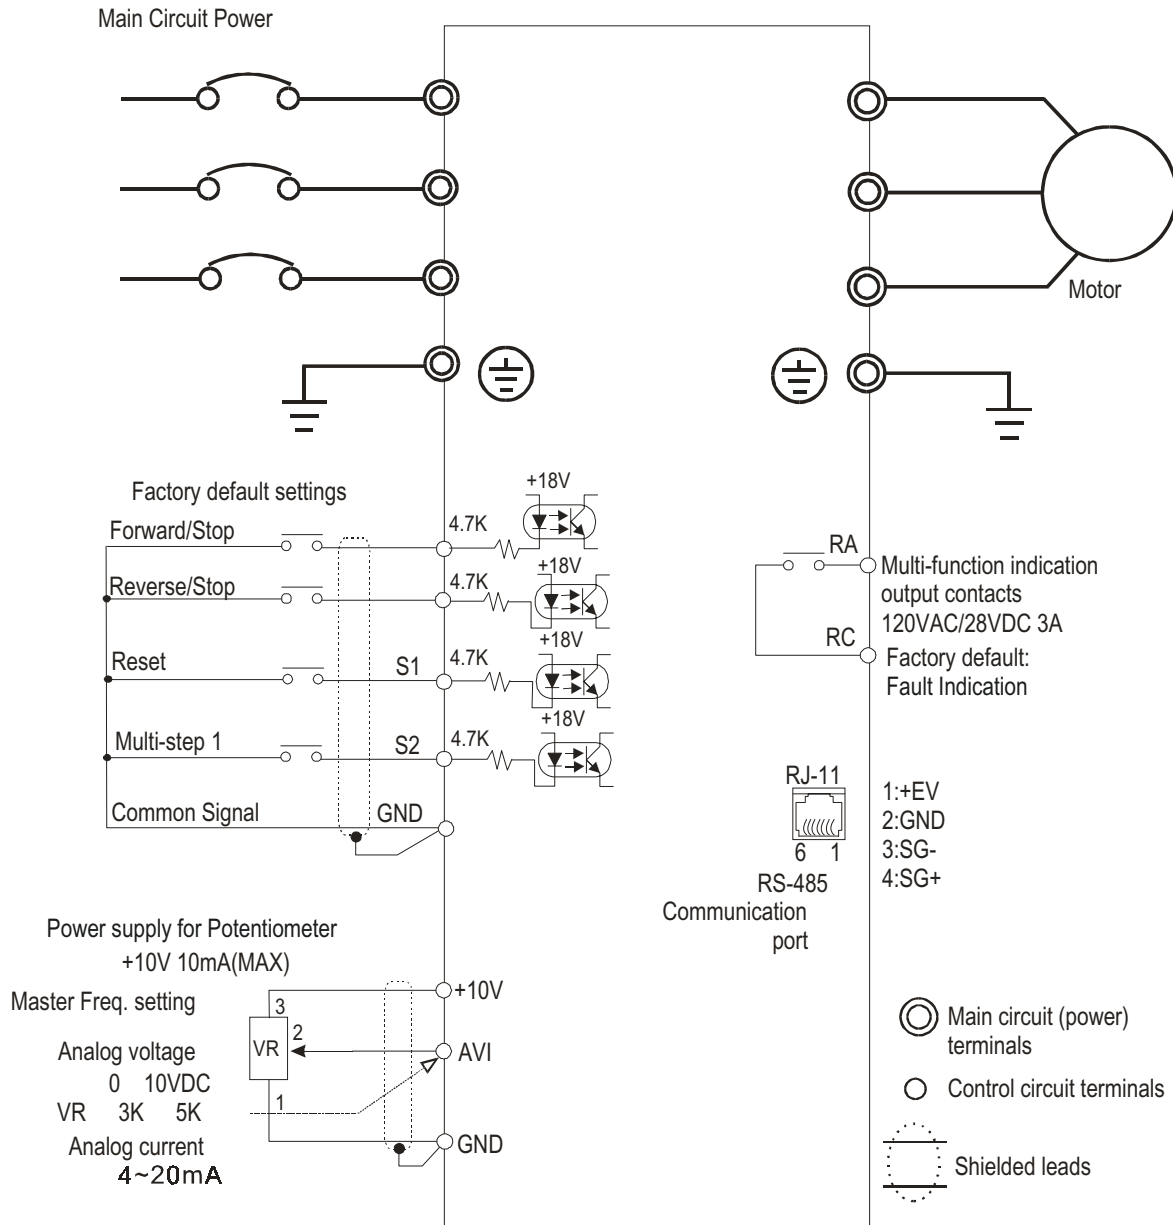 Main Circuit Power
Motor
Factory default settings
+18V
Forward/Stop
4.7K
+18V
Reverse/Stop
4.7K
+18V
Reset
S1
4.7K
+18V
Multi-step 1
S2
4.7K
Common Signal
GND
RA
Multi-function indication
output contacts
120VAC/28VDC 3A
RC
Factory default:
Fault Indication
RJ-11
6 1
RS-485
Communication
port
1:+EV
2:GND
3:SG-
4:SG+
Power supply for Potentiometer
+10V 10mA(MAX)
Master Freq. setting
+10V
3
2
VR
AVI
Analog voltage
0 10VDC
VR 3K 5K
1
Analog current
4~20mA
GND
Main circuit (power)
terminals
Control circuit terminals
Shielded leads